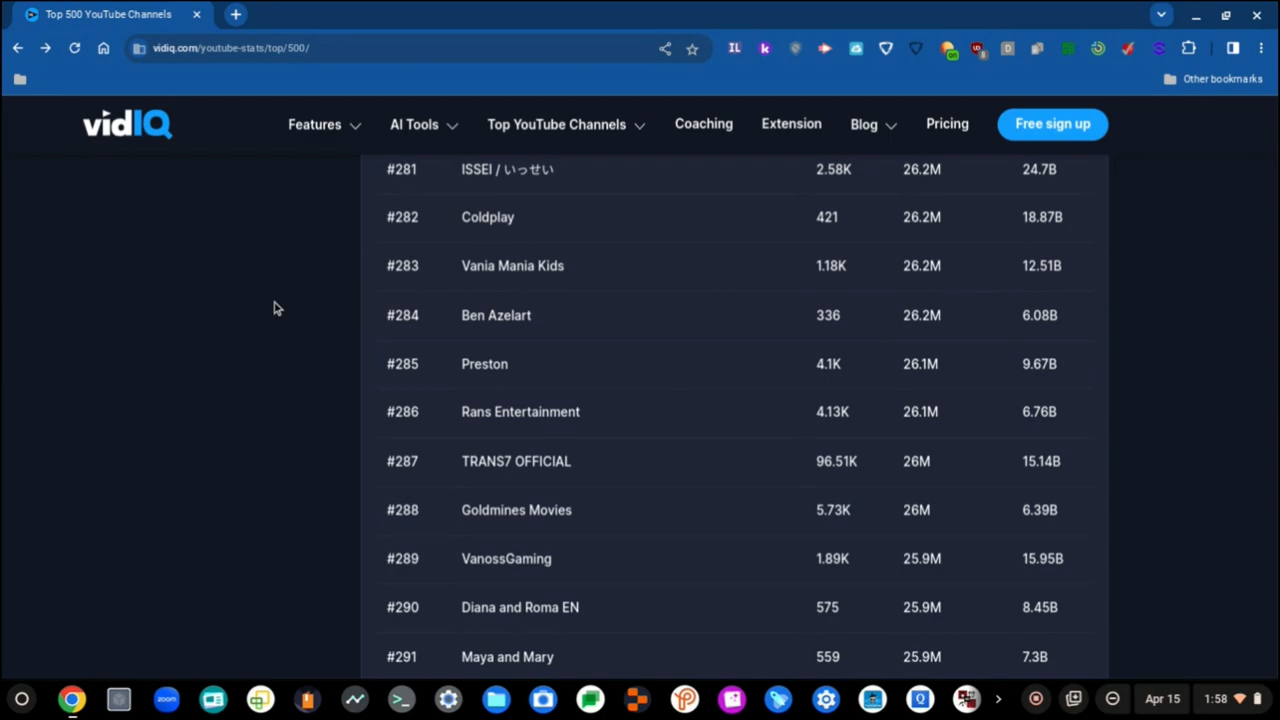 Top 500 YouTube Channels
vidiq.com/youtube-stats/top/500/
Other bookmarks
vidIQ Features AI Tools Top YouTube Channels Coaching Extension Blog Pricing Free sign up
#281 ISSEI / いっせい 2.58K 26.2M 24.7B
#282 Coldplay 421 26.2M 18.87B
#283 Vania Mania Kids 1.18K 26.2M 12.51B
#284 Ben Azelart 336 26.2M 6.08B
#285 Preston 4.1K 26.1M 9.67B
#286 Rans Entertainment 4.13K 26.1M 6.76B
#287 TRANS7 OFFICIAL 96.51K 26M 15.14B
#288 Goldmines Movies 5.73K 26M 6.39B
#289 VanossGaming 1.89K 25.9M 15.95B
#290 Diana and Roma EN 575 25.9M 8.45B
#291 Maya and Mary 559 25.9M 7.3B
zoom Apr 15 1:58